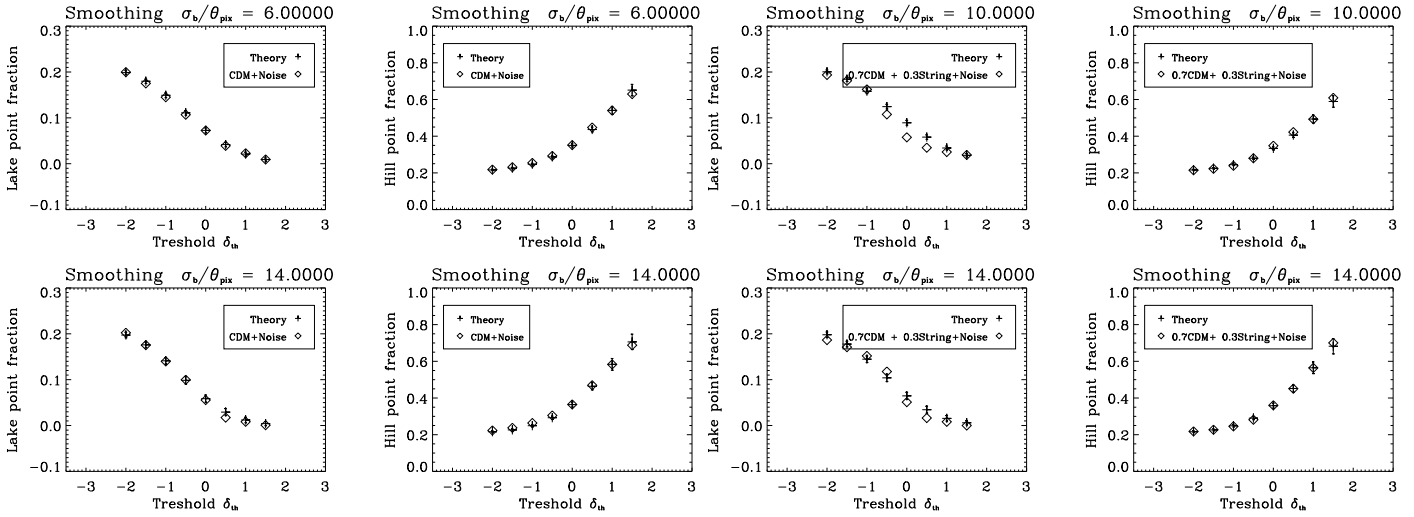 Smoothing σb/θpix = 6.00000
Lake point fraction
0.3
0.2
0.1
0.0
−0.1
Theory +
CDM+Noise ◇
−3 −2 −1 0 1 2 3
Treshold δth
Smoothing σb/θpix = 6.00000
Hill point fraction
1.0
0.8
0.6
0.4
0.2
0.0
+ Theory
◇ CDM+Noise
−3 −2 −1 0 1 2 3
Treshold δth
Smoothing σb/θpix = 10.0000
Lake point fraction
0.3
0.2
0.1
0.0
−0.1
Theory +
0.7CDM + 0.3String+Noise ◇
−3 −2 −1 0 1 2 3
Treshold δth
Smoothing σb/θpix = 10.0000
Hill point fraction
1.0
0.8
0.6
0.4
0.2
0.0
+ Theory
◇ 0.7CDM+ 0.3String+Noise
−3 −2 −1 0 1 2 3
Treshold δth
Smoothing σb/θpix = 14.0000
Lake point fraction
0.3
0.2
0.1
0.0
−0.1
Theory +
CDM+Noise ◇
−3 −2 −1 0 1 2 3
Treshold δth
Smoothing σb/θpix = 14.0000
Hill point fraction
1.0
0.8
0.6
0.4
0.2
0.0
+ Theory
◇ CDM+Noise
−3 −2 −1 0 1 2 3
Treshold δth
Smoothing σb/θpix = 14.0000
Lake point fraction
0.3
0.2
0.1
0.0
−0.1
Theory +
0.7CDM + 0.3String+Noise ◇
−3 −2 −1 0 1 2 3
Treshold δth
Smoothing σb/θpix = 14.0000
Hill point fraction
1.0
0.8
0.6
0.4
0.2
0.0
+ Theory
◇ 0.7CDM+ 0.3String+Noise
−3 −2 −1 0 1 2 3
Treshold δth